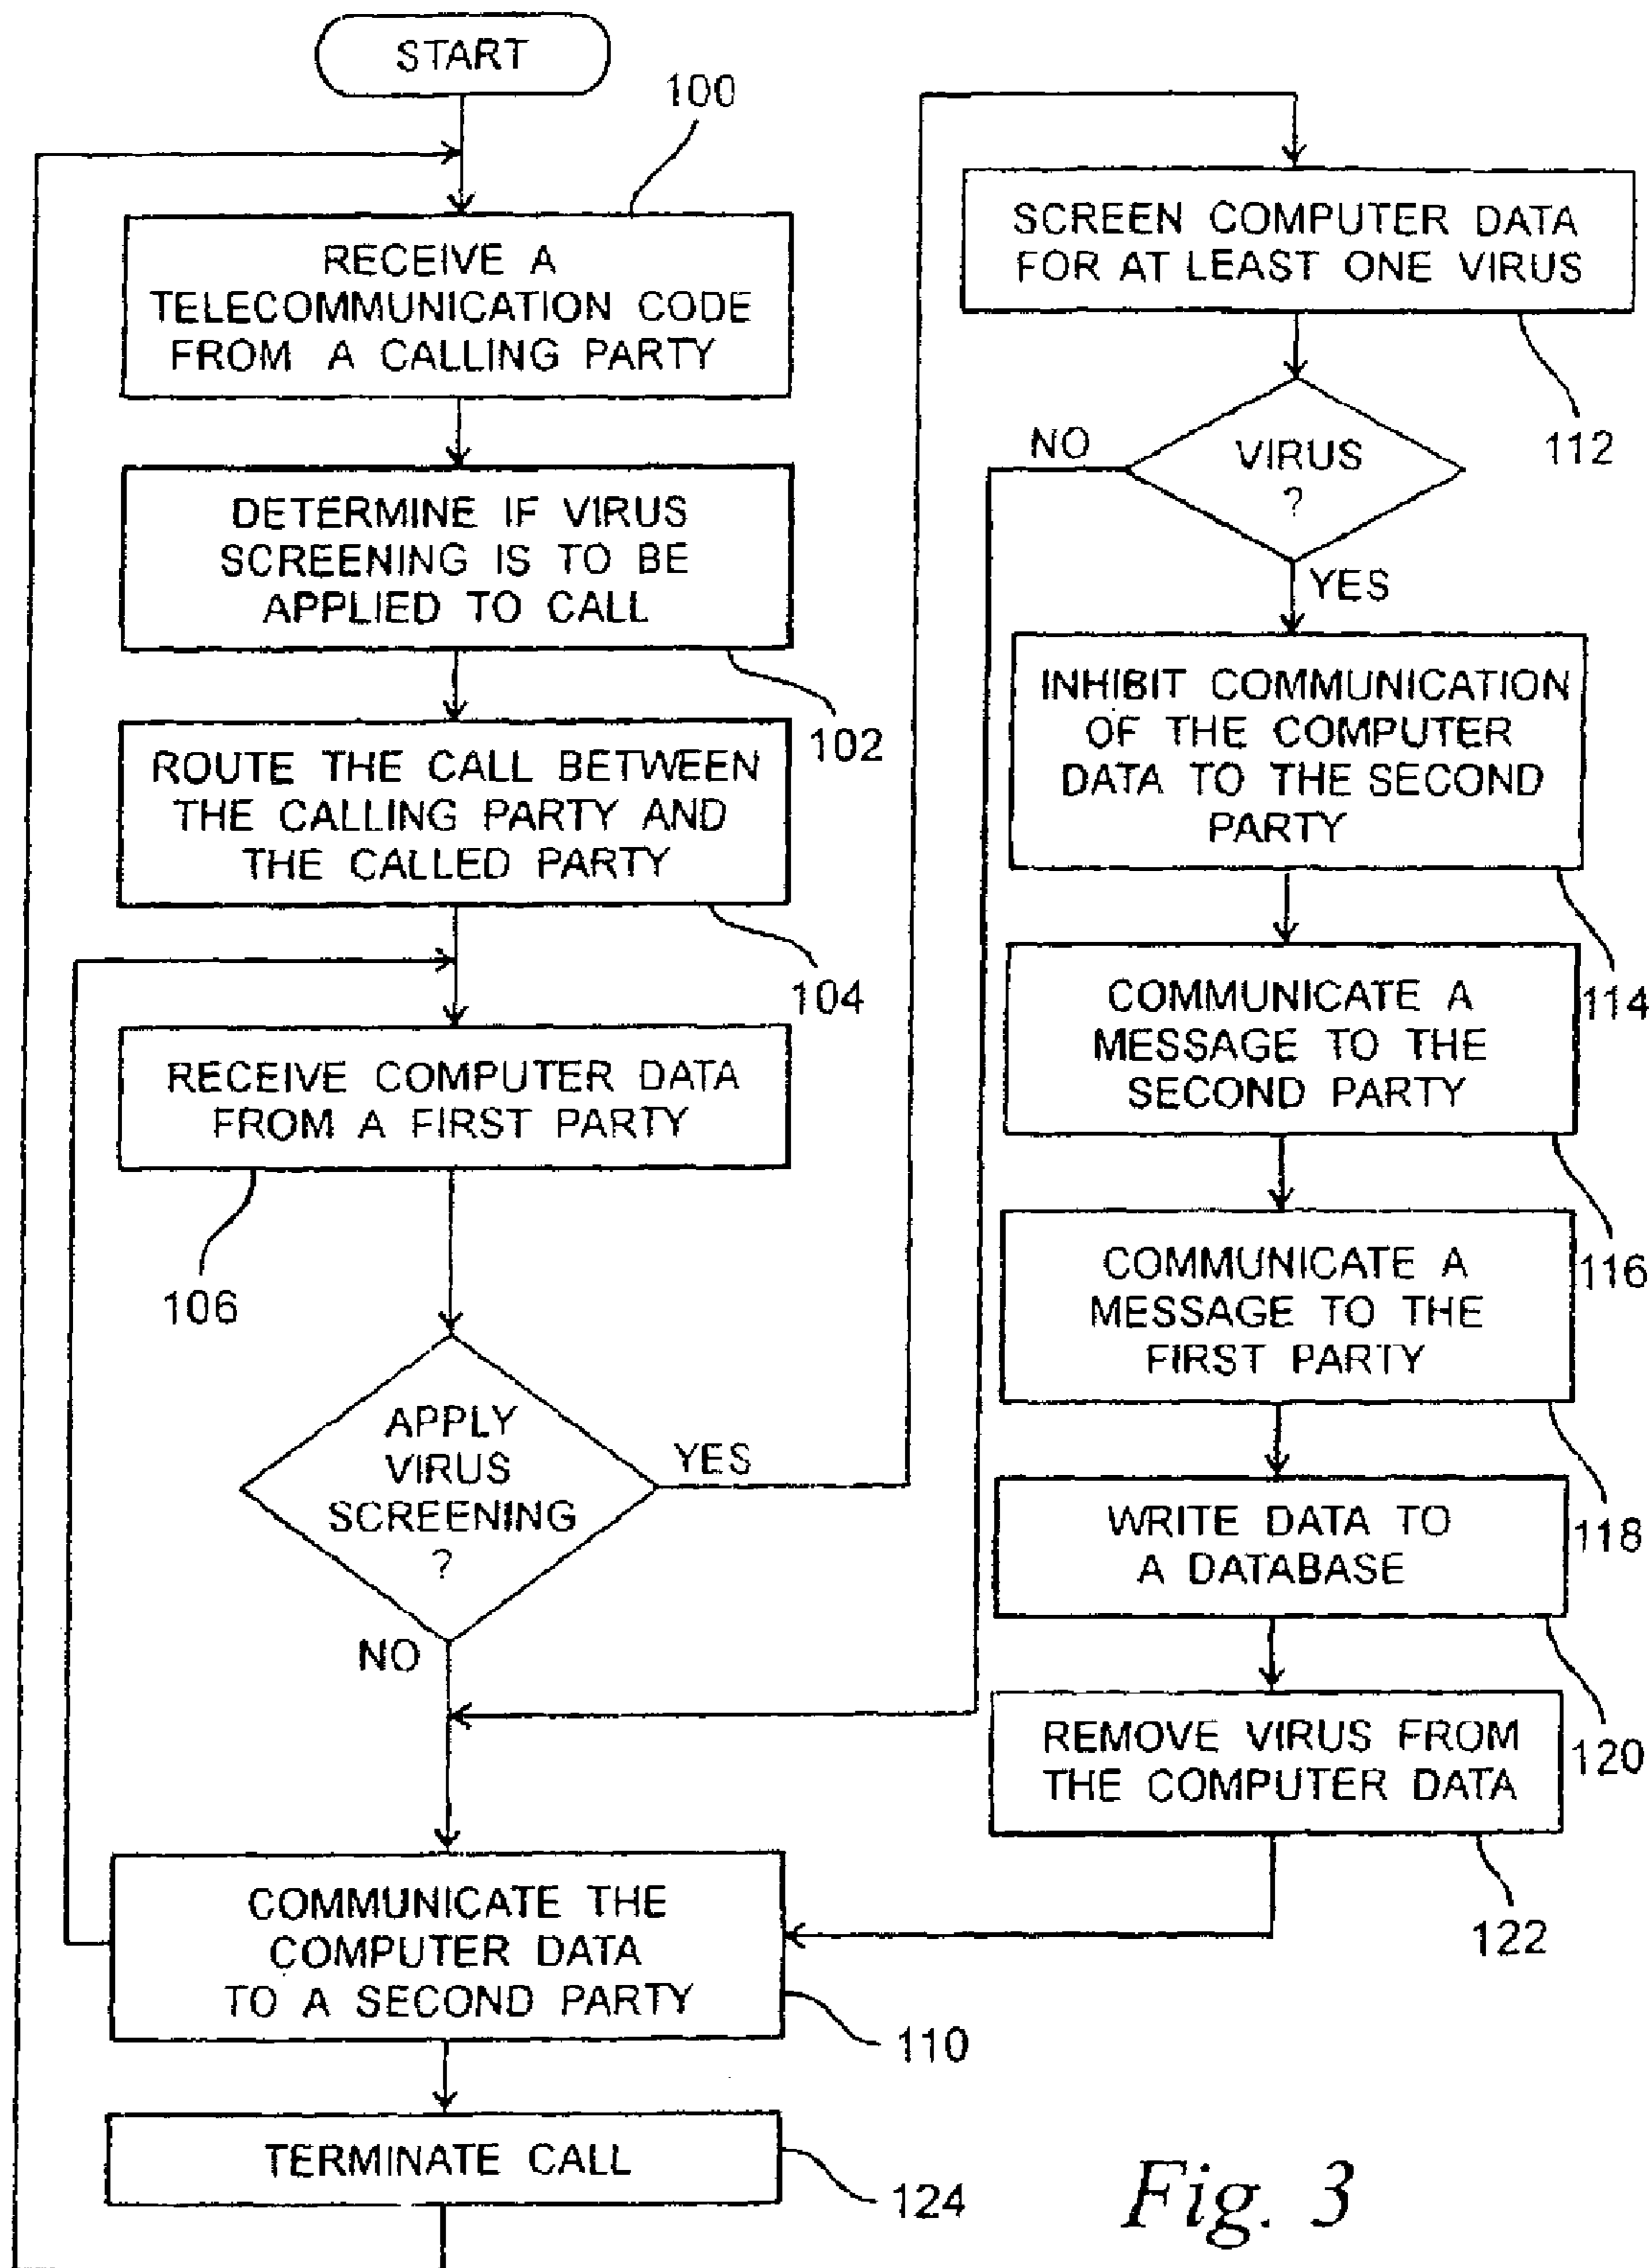 START
100
RECEIVE A
TELECOMMUNICATION CODE
FROM A CALLING PARTY
DETERMINE IF VIRUS
SCREENING IS TO BE
APPLIED TO CALL
102
ROUTE THE CALL BETWEEN
THE CALLING PARTY AND
THE CALLED PARTY
104
RECEIVE COMPUTER DATA
FROM A FIRST PARTY
106
APPLY
VIRUS
SCREENING
?
YES
NO
COMMUNICATE THE
COMPUTER DATA
TO A SECOND PARTY
110
TERMINATE CALL
124
SCREEN COMPUTER DATA
FOR AT LEAST ONE VIRUS
112
VIRUS
?
NO
YES
INHIBIT COMMUNICATION
OF THE COMPUTER
DATA TO THE SECOND
PARTY
114
COMMUNICATE A
MESSAGE TO THE
SECOND PARTY
116
COMMUNICATE A
MESSAGE TO THE
FIRST PARTY
118
WRITE DATA TO
A DATABASE
120
REMOVE VIRUS FROM
THE COMPUTER DATA
122
Fig. 3